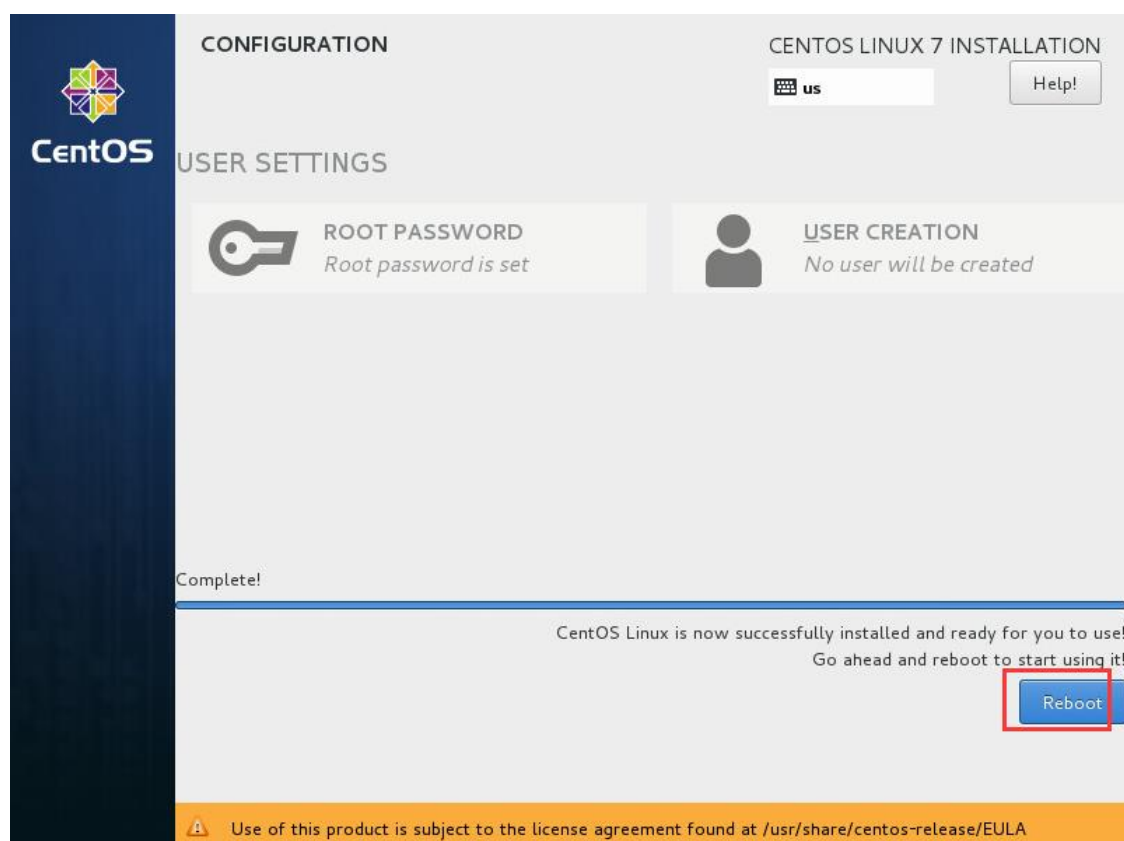 CONFIGURATION
CENTOS LINUX 7 INSTALLATION
us
Help!
CentOS
USER SETTINGS
ROOT PASSWORD
Root password is set
USER CREATION
No user will be created
Complete!
CentOS Linux is now successfully installed and ready for you to use!
Go ahead and reboot to start using it!
Reboot
Use of this product is subject to the license agreement found at /usr/share/centos-release/EULA